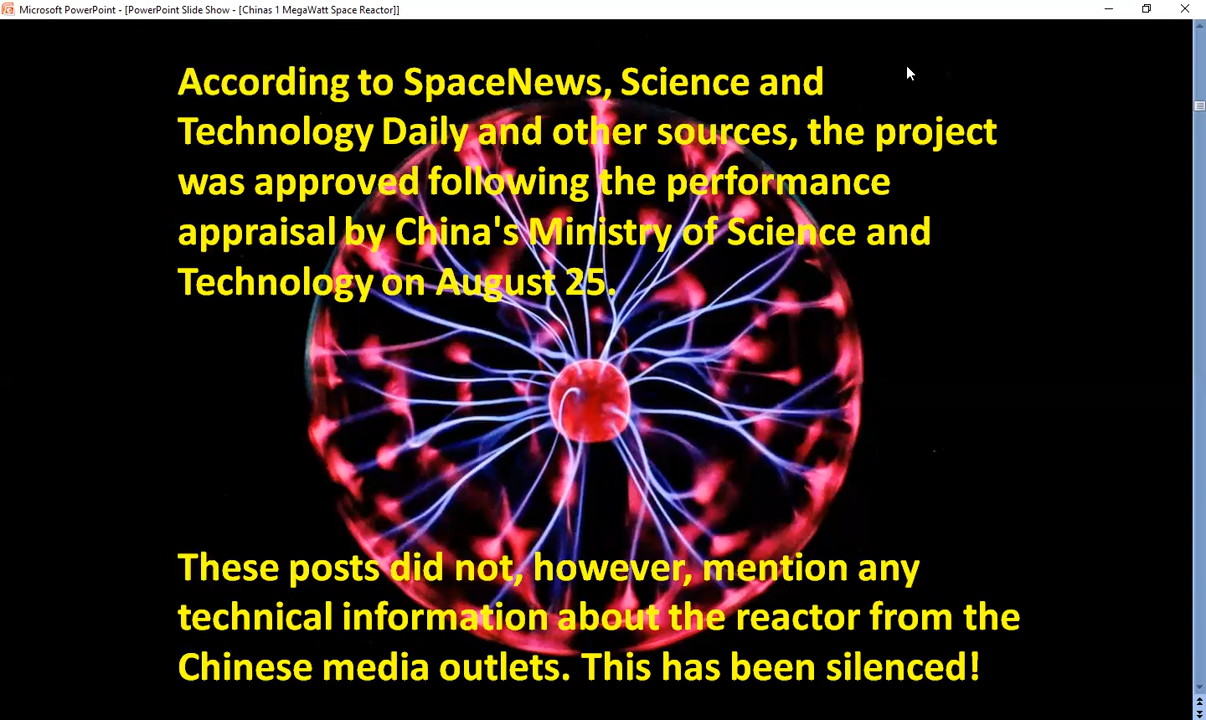 Microsoft PowerPoint - [PowerPoint Slide Show - [Chinas 1 MegaWatt Space Reactor]]
According to SpaceNews, Science and
Technology Daily and other sources, the project
was approved following the performance
appraisal by China's Ministry of Science and
Technology on August 25.
These posts did not, however, mention any
technical information about the reactor from the
Chinese media outlets. This has been silenced!